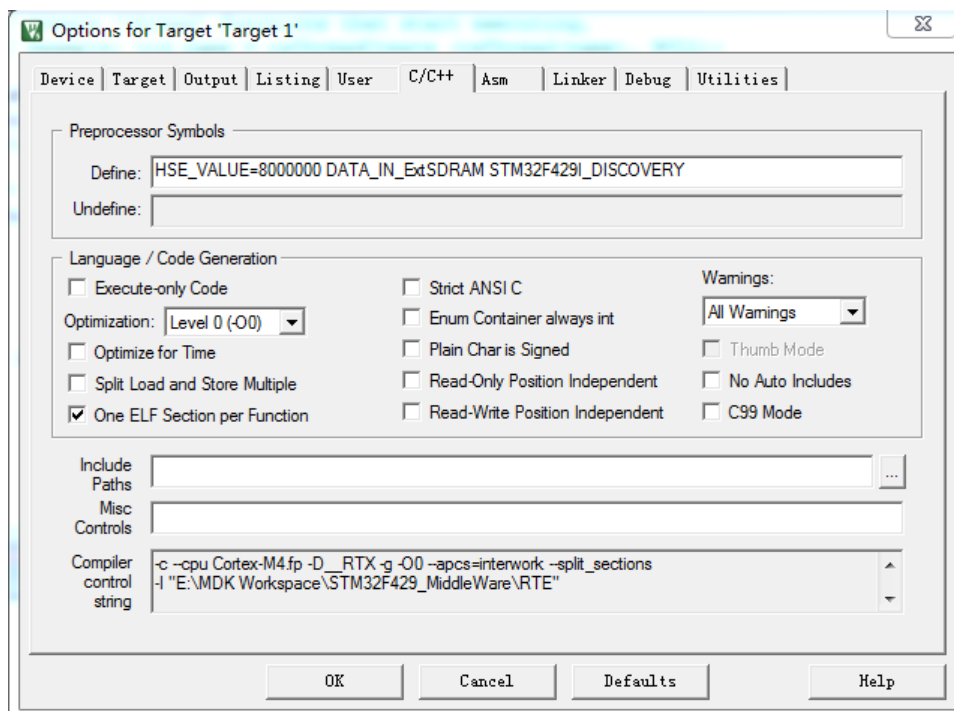 Options for Target 'Target 1'
Device Target Output Listing User C/C++ Asm Linker Debug Utilities
Preprocessor Symbols
Define: HSE_VALUE=8000000 DATA_IN_ExtSDRAM STM32F429I_DISCOVERY
Undefine:
Language / Code Generation
Execute-only Code
Optimization: Level 0 (-O0)
Optimize for Time
Split Load and Store Multiple
One ELF Section per Function
Strict ANSI C
Enum Container always int
Plain Char is Signed
Read-Only Position Independent
Read-Write Position Independent
Warnings:
All Warnings
Thumb Mode
No Auto Includes
C99 Mode
Include
Paths
...
Misc
Controls
Compiler
control
string
-c --cpu Cortex-M4.fp -D__RTX -g -O0 --apcs=interwork --split_sections
-I "E:\MDK Workspace\STM32F429_MiddleWare\RTE"
OK Cancel Defaults Help